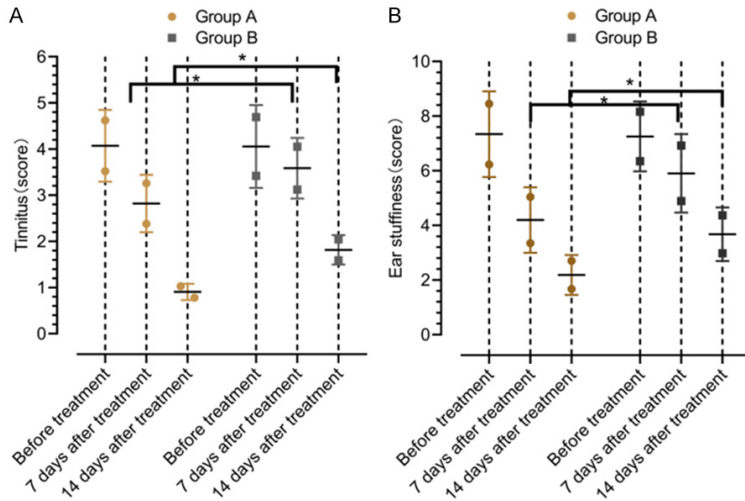 A
Group A
Group B
Tinnitus (score)
6
5
4
3
2
1
0
*
*
Before treatment
7 days after treatment
14 days after treatment
Before treatment
7 days after treatment
14 days after treatment
B
Group A
Group B
Ear stuffiness (score)
10
8
6
4
2
0
*
*
Before treatment
7 days after treatment
14 days after treatment
Before treatment
7 days after treatment
14 days after treatment